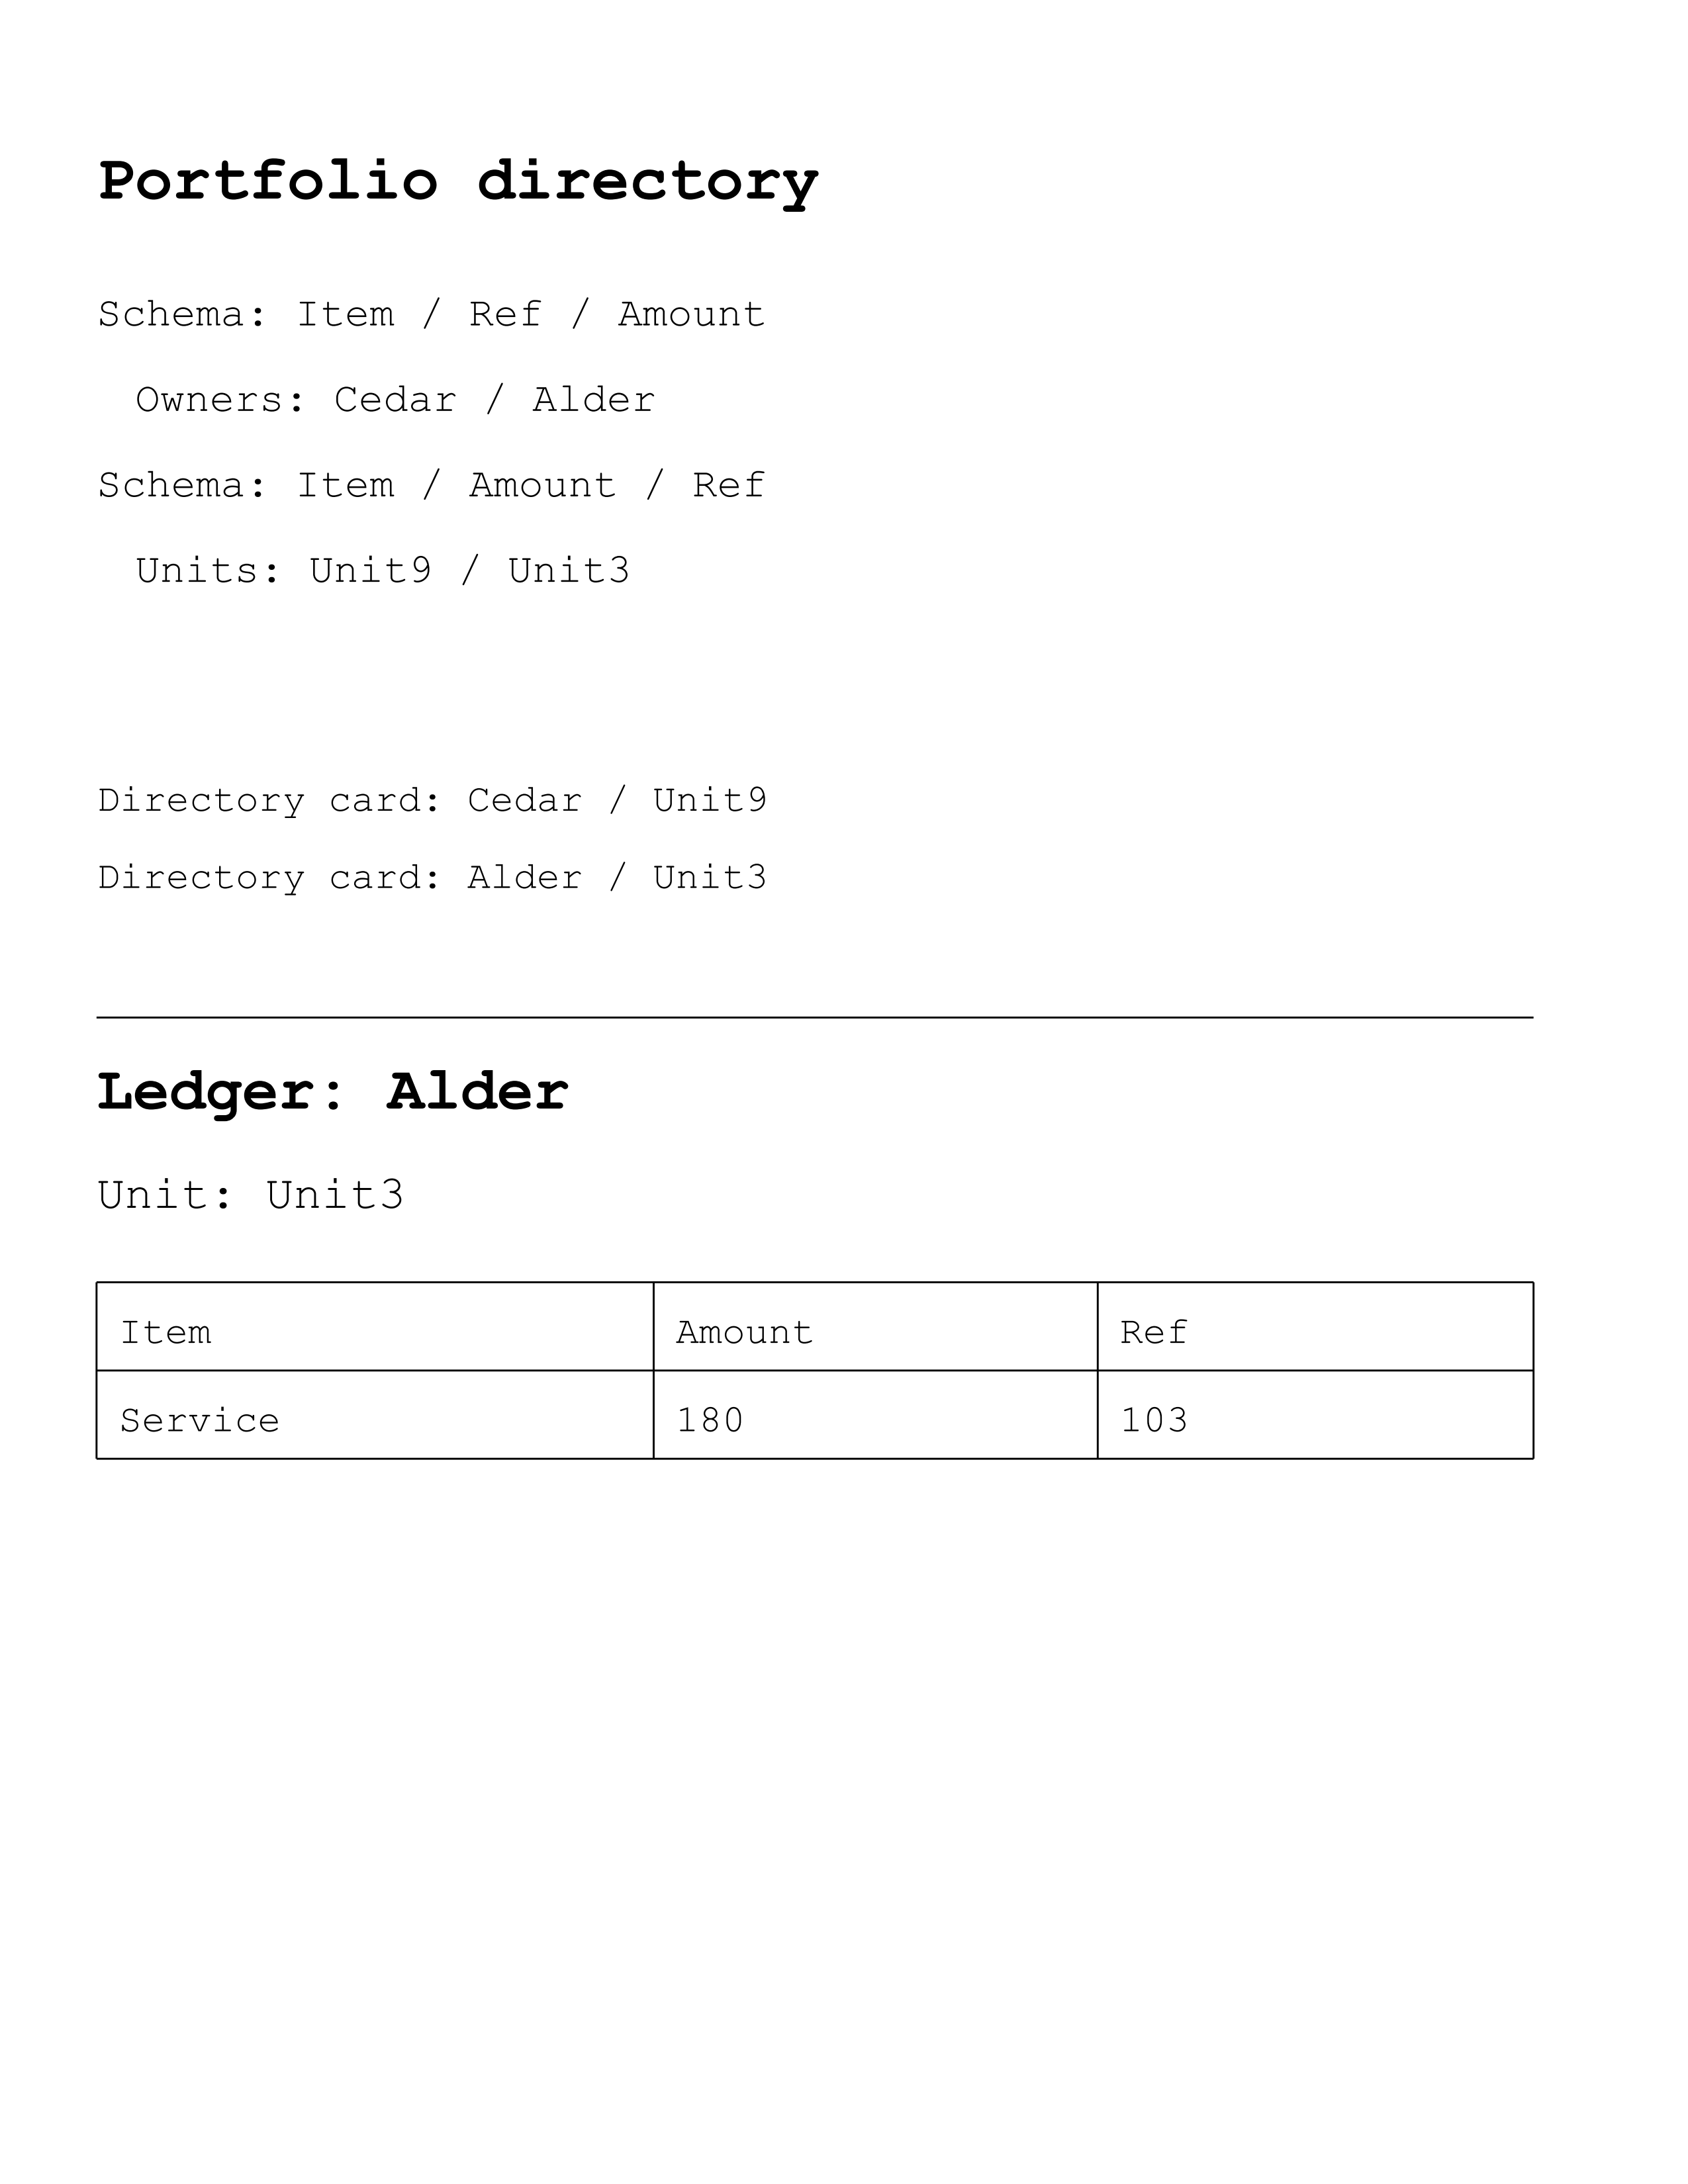 Portfolio directory
Schema: Item / Ref / Amount
Owners: Cedar / Alder
Schema: Item / Amount / Ref
Units: Unit9 / Unit3
Directory card: Cedar / Unit9
Directory card: Alder / Unit3
Ledger: Alder
Unit: Unit3
Item Amount Ref
Service 180 103